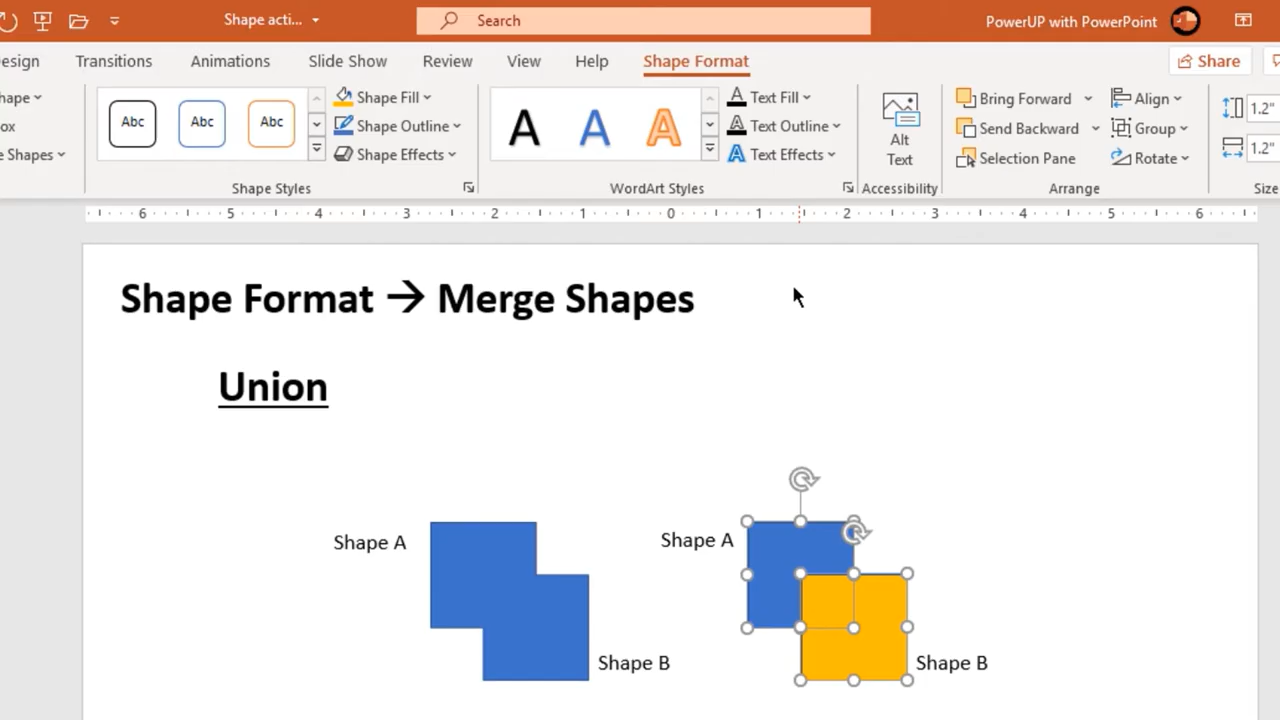 Shape acti... Search PowerUP with PowerPoint
esign Transitions Animations Slide Show Review View Help Shape Format Share
hape Abc Abc Abc Shape Fill A A A Text Fill Bring Forward Align 1.2"
ox Shape Outline Text Outline Alt Text Send Backward Group
e Shapes Shape Effects Text Effects Selection Pane Rotate 1.2"
Shape Styles WordArt Styles Accessibility Arrange Size
6 5 4 3 2 1 0 1 2 3 4 5 6
Shape Format → Merge Shapes
Union
Shape A Shape A
Shape B Shape B